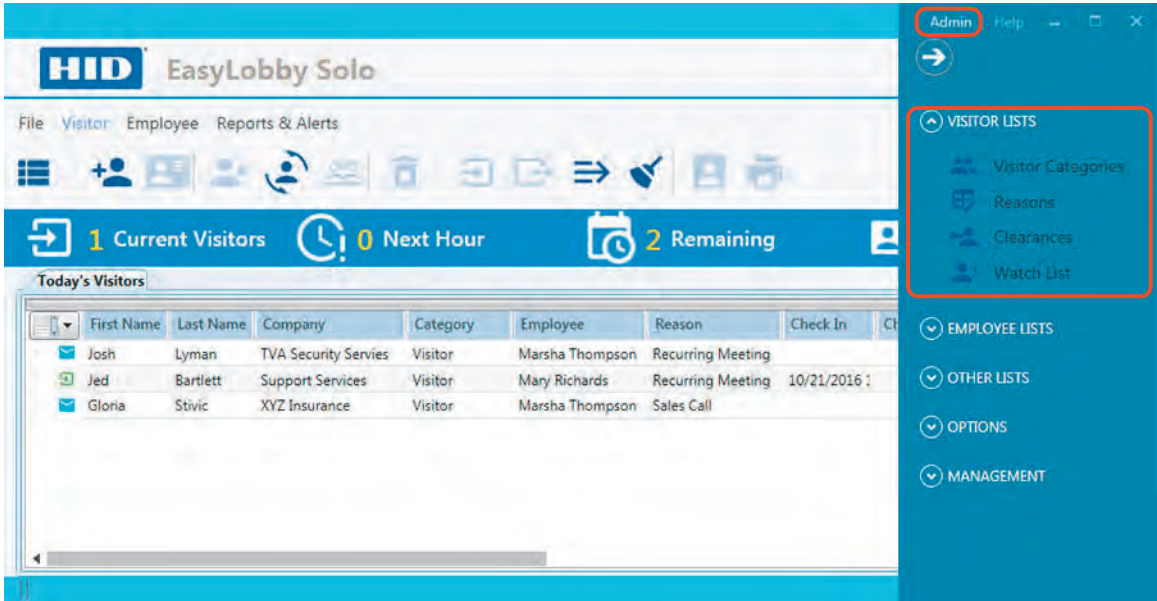 Admin Help
HID EasyLobby Solo
File Visitor Employee Reports & Alerts
1 Current Visitors 0 Next Hour 2 Remaining
Today's Visitors
First Name Last Name Company Category Employee Reason Check In
Josh Lyman TVA Security Servies Visitor Marsha Thompson Recurring Meeting
Jed Bartlett Support Services Visitor Mary Richards Recurring Meeting 10/21/2016
Gloria Stivic XYZ Insurance Visitor Marsha Thompson Sales Call
VISITOR LISTS
Visitor Categories
Reasons
Clearances
Watch List
EMPLOYEE LISTS
OTHER LISTS
OPTIONS
MANAGEMENT